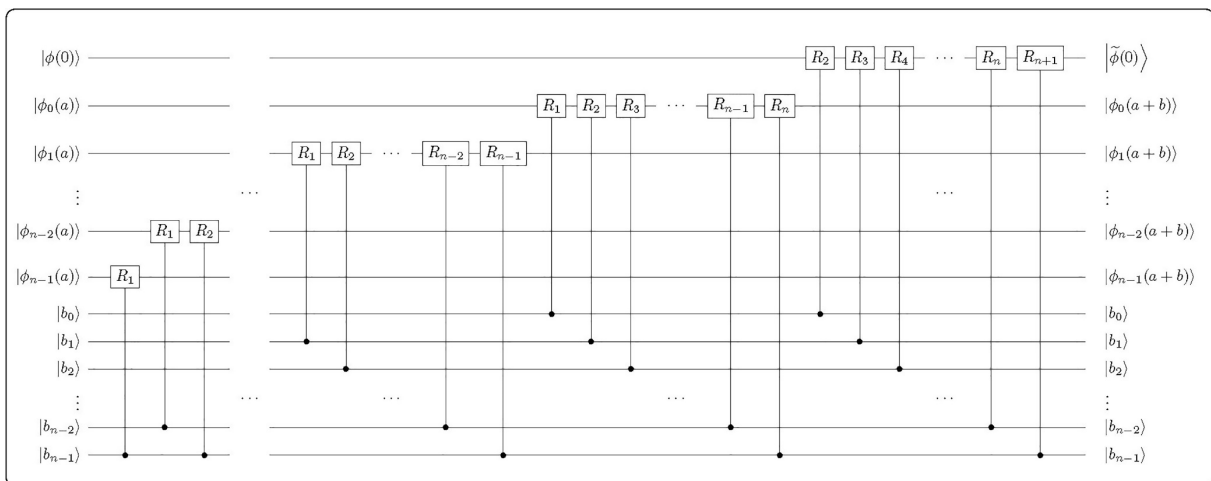 |ϕ(0)⟩ R₂ R₃ R₄ ··· Rₙ Rₙ₊₁ |ϕ̃(0)⟩
|ϕ₀(a)⟩ R₁ R₂ R₃ ··· Rₙ₋₁ Rₙ |ϕ₀(a+b)⟩
|ϕ₁(a)⟩ R₁ R₂ ··· Rₙ₋₂ Rₙ₋₁ |ϕ₁(a+b)⟩
⋮ ··· ··· ⋮
|ϕₙ₋₂(a)⟩ R₁ R₂ |ϕₙ₋₂(a+b)⟩
|ϕₙ₋₁(a)⟩ R₁ |ϕₙ₋₁(a+b)⟩
|b₀⟩ |b₀⟩
|b₁⟩ |b₁⟩
|b₂⟩ |b₂⟩
⋮ ··· ··· ··· ··· ⋮
|bₙ₋₂⟩ |bₙ₋₂⟩
|bₙ₋₁⟩ |bₙ₋₁⟩